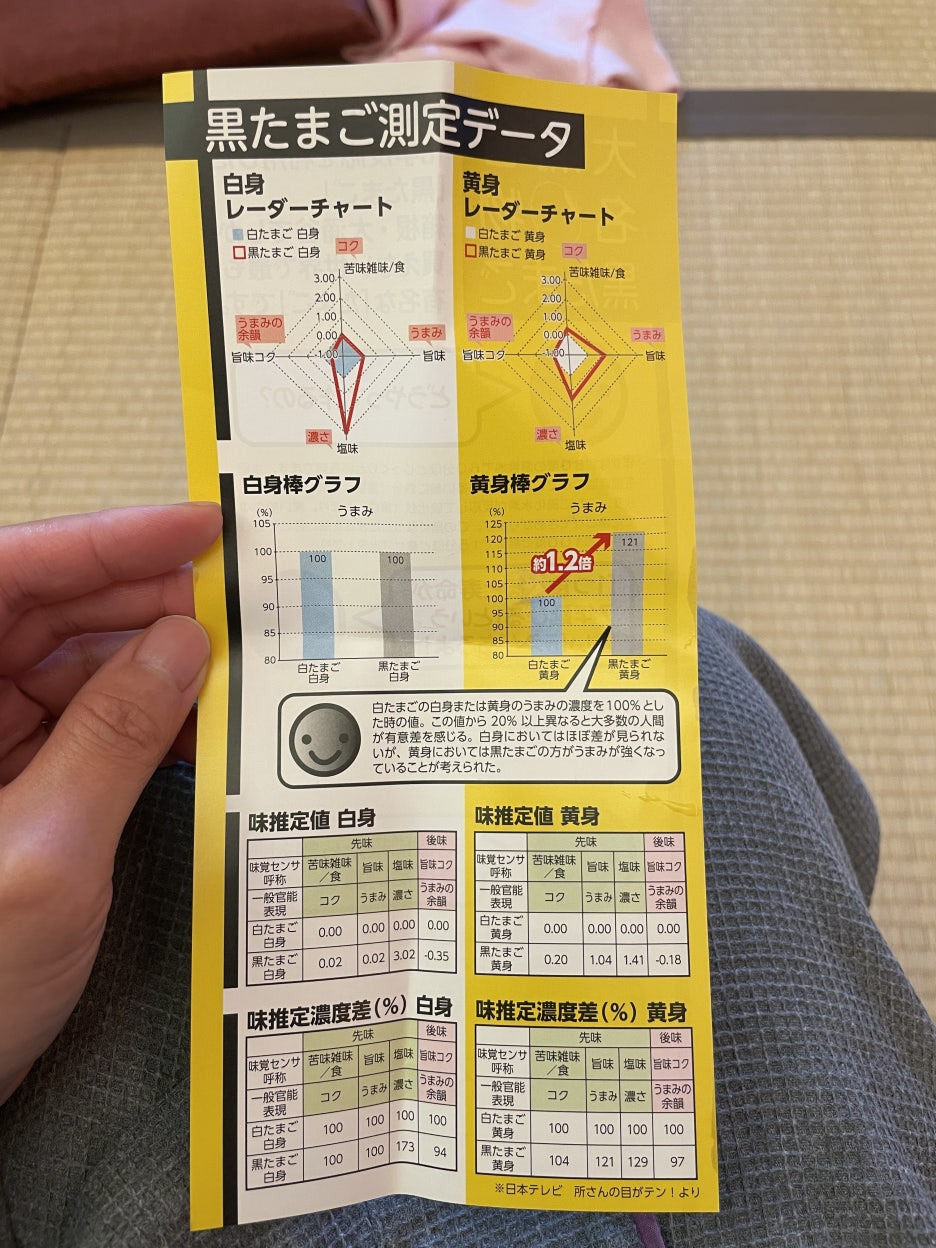 黒たまご測定データ
白身
レーダーチャート
白たまご 白身
黒たまご 白身
コク
苦味雑味/食
3.00
2.00
1.00
0.00
-1.00
うまみの
余韻
旨味コク
うまみ
旨味
濃さ
塩味
黄身
レーダーチャート
白たまご 黄身
黒たまご 黄身
コク
苦味雑味/食
3.00
2.00
1.00
0.00
-1.00
うまみの
余韻
旨味コク
うまみ
旨味
濃さ
塩味
白身棒グラフ
(%)
うまみ
105
100
95
90
85
80
100
100
白たまご
白身
黒たまご
白身
黄身棒グラフ
(%)
うまみ
125
120
115
110
105
100
95
90
85
80
約1.2倍
100
121
白たまご
黄身
黒たまご
黄身
白たまごの白身または黄身のうまみの濃度を100%とし
た時の値。この値から 20% 以上異なると大多数の人間
が有意差を感じる。白身においてはほぼ差が見られな
いが、黄身においては黒たまごの方がうまみが強くなっ
ていることが考えられた。
味推定値 白身
先味 後味
味覚センサ
呼称 苦味雑味
/食 旨味 塩味 旨味コク
一般官能
表現 コク うまみ 濃さ うまみの
余韻
白たまご
白身 0.00 0.00 0.00 0.00
黒たまご
白身 0.02 0.02 3.02 -0.35
味推定値 黄身
先味 後味
味覚センサ
呼称 苦味雑味
/食 旨味 塩味 旨味コク
一般官能
表現 コク うまみ 濃さ うまみの
余韻
白たまご
黄身 0.00 0.00 0.00 0.00
黒たまご
黄身 0.20 1.04 1.41 -0.18
味推定濃度差(%) 白身
先味 後味
味覚センサ
呼称 苦味雑味
/食 旨味 塩味 旨味コク
一般官能
表現 コク うまみ 濃さ うまみの
余韻
白たまご
白身 100 100 100 100
黒たまご
白身 100 100 173 94
味推定濃度差(%) 黄身
先味 後味
味覚センサ
呼称 苦味雑味
/食 旨味 塩味 旨味コク
一般官能
表現 コク うまみ 濃さ うまみの
余韻
白たまご
黄身 100 100 100 100
黒たまご
黄身 104 121 129 97
※日本テレビ 所さんの目がテン！より